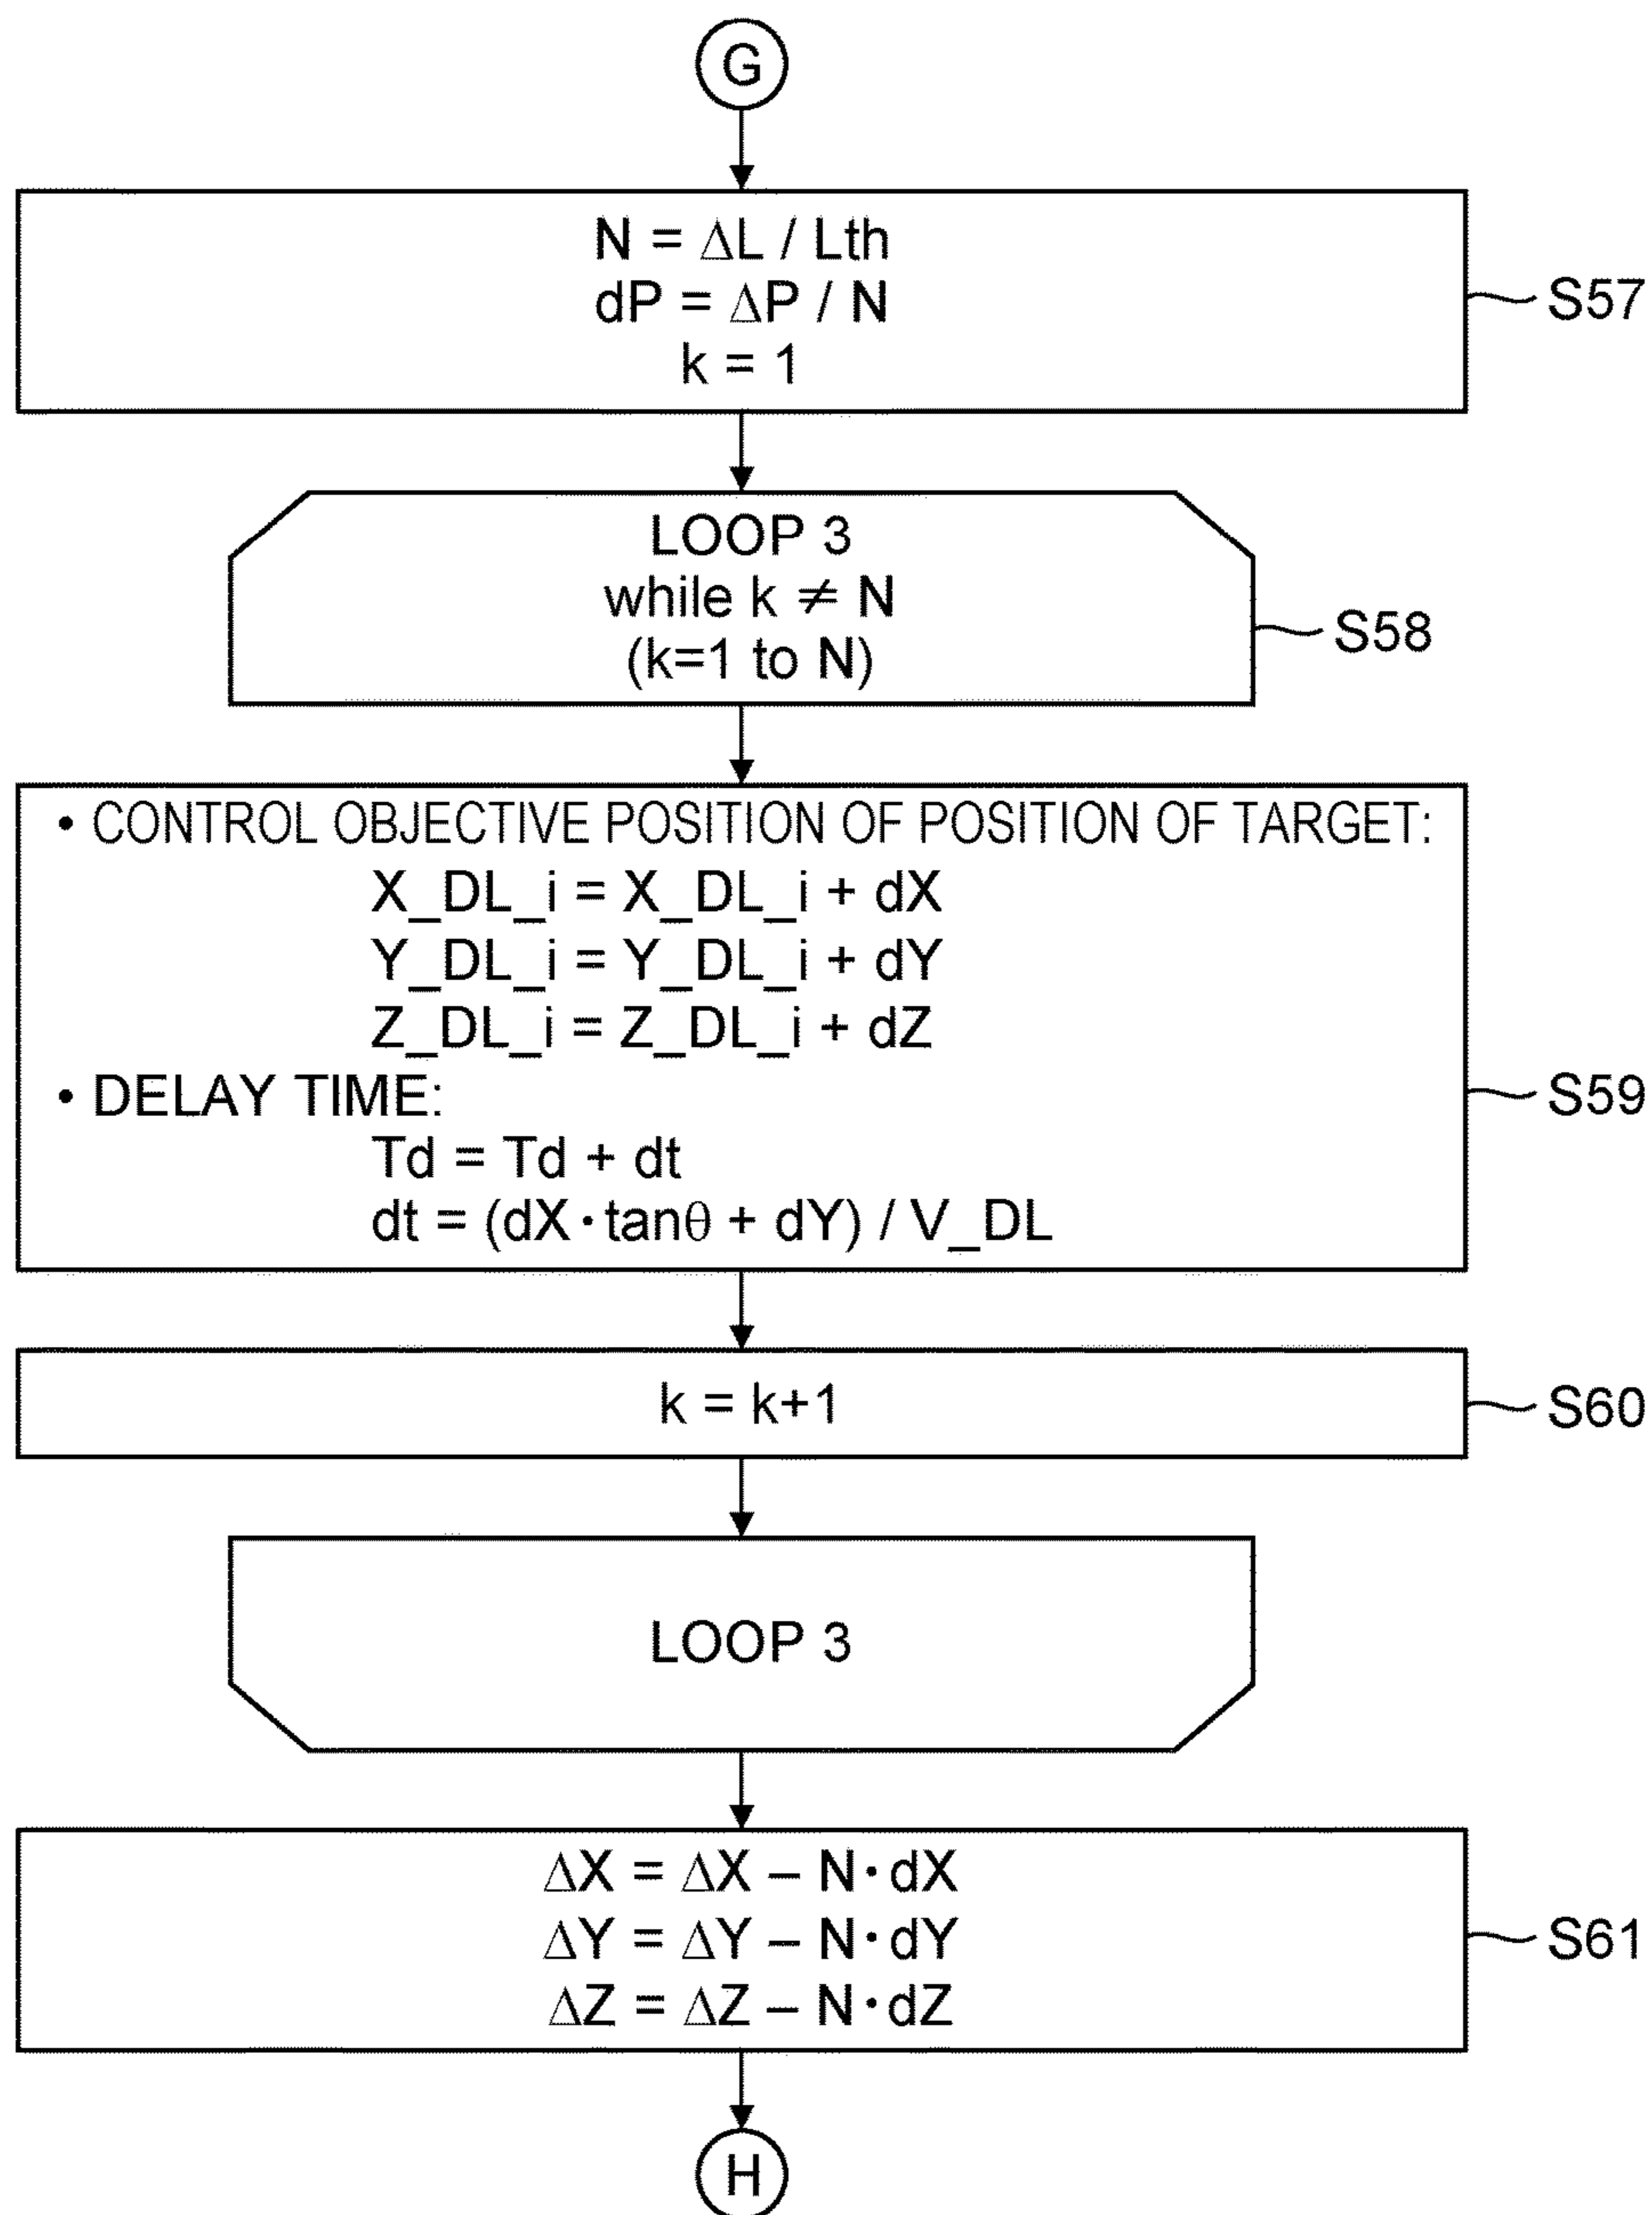 G
N = ΔL / Lth
dP = ΔP / N
k = 1
S57
LOOP 3
while k ≠ N
(k=1 to N)
S58
• CONTROL OBJECTIVE POSITION OF POSITION OF TARGET:
X_DL_i = X_DL_i + dX
Y_DL_i = Y_DL_i + dY
Z_DL_i = Z_DL_i + dZ
• DELAY TIME:
Td = Td + dt
dt = (dX・tanθ + dY) / V_DL
S59
k = k+1
S60
LOOP 3
ΔX = ΔX – N・dX
ΔY = ΔY – N・dY
ΔZ = ΔZ – N・dZ
S61
H